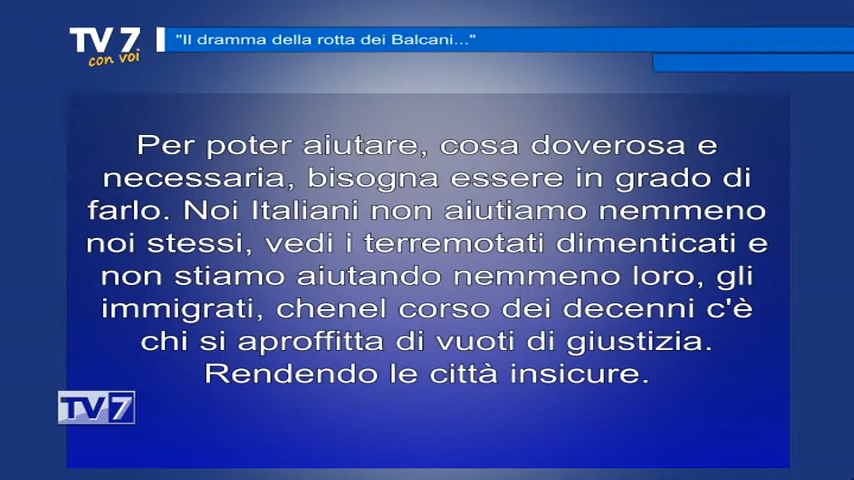 TV7
con voi
"Il dramma della rotta dei Balcani..."
Per poter aiutare, cosa doverosa e
necessaria, bisogna essere in grado di
farlo. Noi Italiani non aiutiamo nemmeno
noi stessi, vedi i terremotati dimenticati e
non stiamo aiutando nemmeno loro, gli
immigrati, chenel corso dei decenni c'è
chi si aproffitta di vuoti di giustizia.
Rendendo le città insicure.
TV7